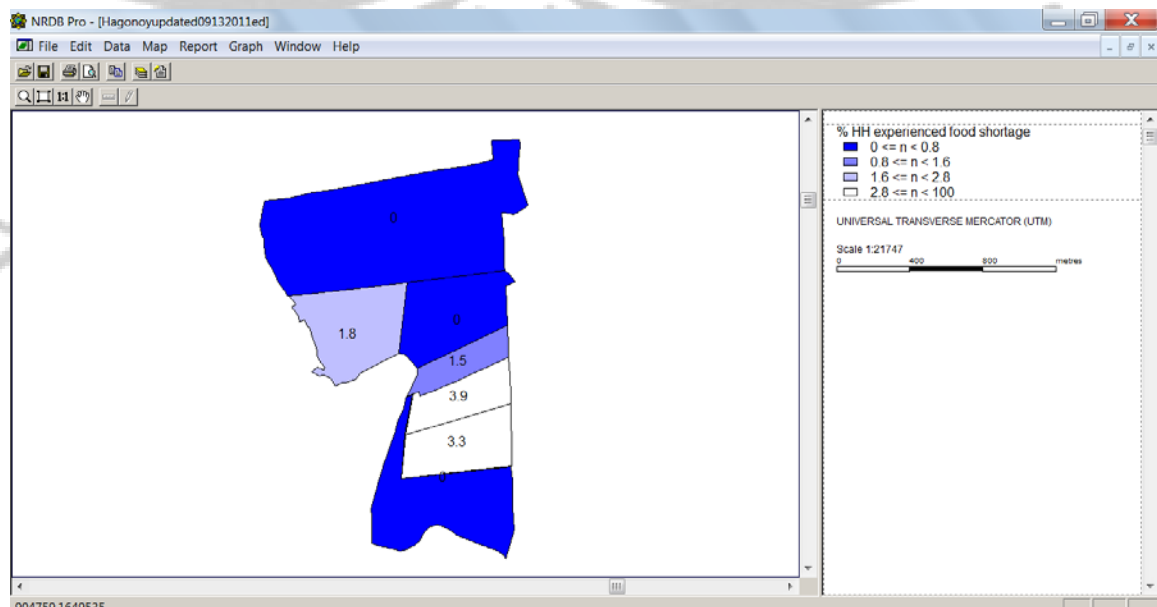 NRDB Pro - [Hagonoyupdated09132011ed]
File Edit Data Map Report Graph Window Help
1:1
% HH experienced food shortage
0 <= n < 0.8
0.8 <= n < 1.6
1.6 <= n < 2.8
2.8 <= n < 100
UNIVERSAL TRANSVERSE MERCATOR (UTM)
Scale 1:21747
0 400 800 metres
0
0
1.8
1.5
3.9
3.3
0